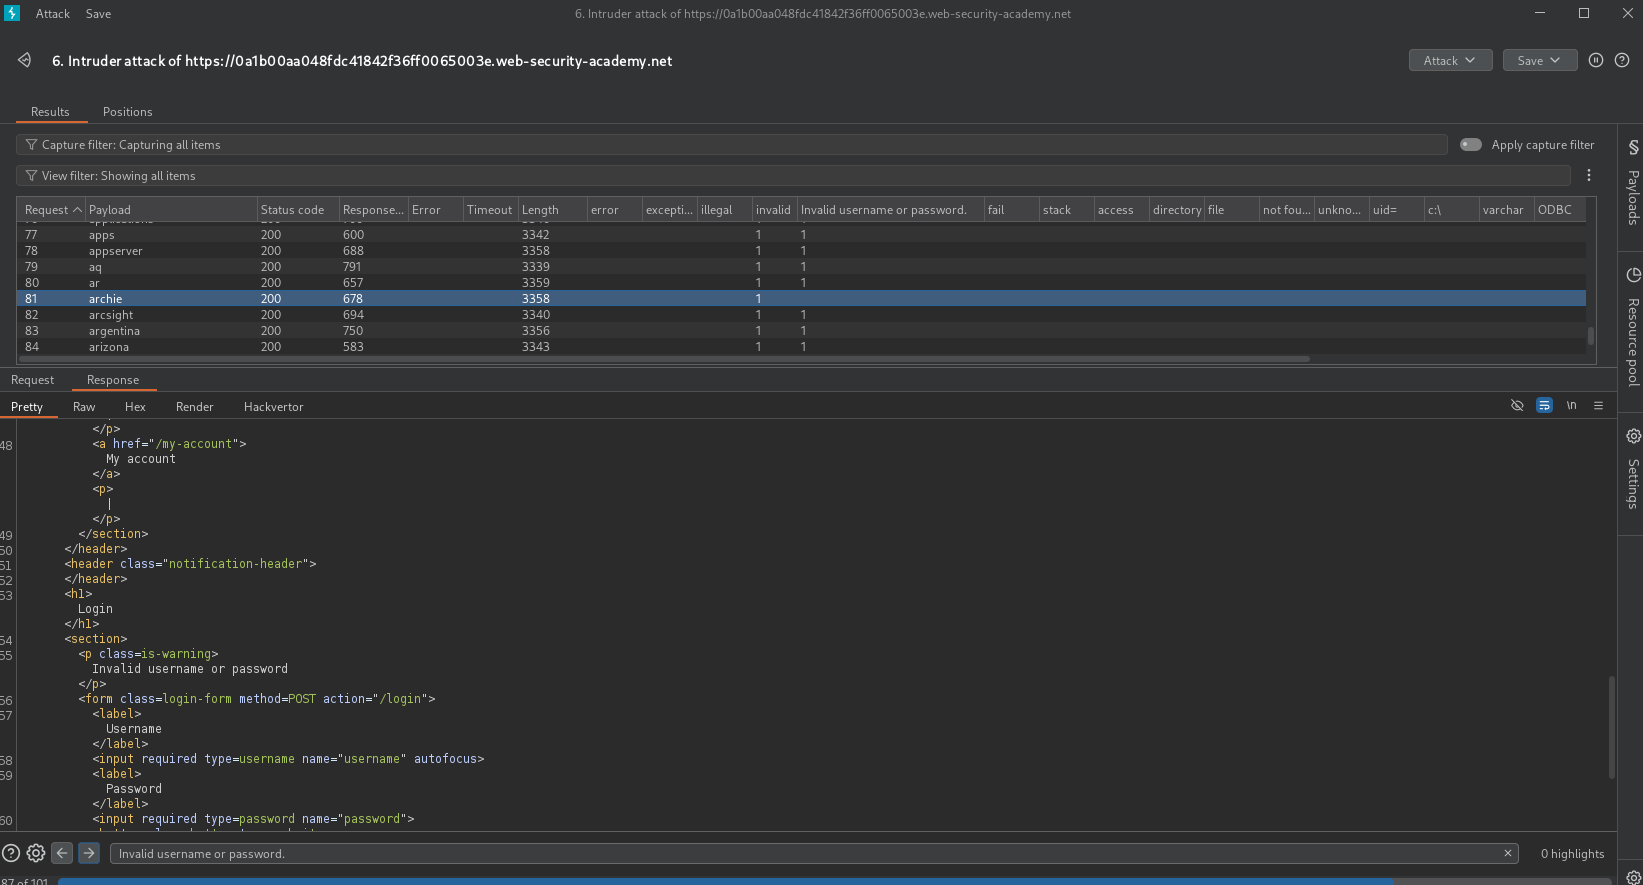 Attack Save 6. Intruder attack of https://0a1b00aa048fdc41842f36ff0065003e.web-security-academy.net
6. Intruder attack of https://0a1b00aa048fdc41842f36ff0065003e.web-security-academy.net Attack Save
Results Positions
Capture filter: Capturing all items Apply capture filter
View filter: Showing all items
Request Payload Status code Response... Error Timeout Length error excepti... illegal invalid Invalid username or password. fail stack access directory file not fou... unkno... uid= c:\ varchar ODBC
77 apps 200 600 3342 1 1
78 appserver 200 688 3358 1 1
79 aq 200 791 3339 1 1
80 ar 200 657 3359 1 1
81 archie 200 678 3358 1
82 arcsight 200 694 3340 1 1
83 argentina 200 750 3356 1 1
84 arizona 200 583 3343 1 1
Payloads
Resource pool
Settings
Request Response
Pretty Raw Hex Render Hackvertor \n
</p>
48 <a href="/my-account">
My account
</a>
<p>
|
</p>
49 </section>
50 </header>
51 <header class="notification-header">
52 </header>
53 <h1>
Login
</h1>
54 <section>
55 <p class=is-warning>
Invalid username or password
</p>
56 <form class=login-form method=POST action="/login">
57 <label>
Username
</label>
58 <input required type=username name="username" autofocus>
59 <label>
Password
</label>
60 <input required type=password name="password">
Invalid username or password. 0 highlights
87 of 101